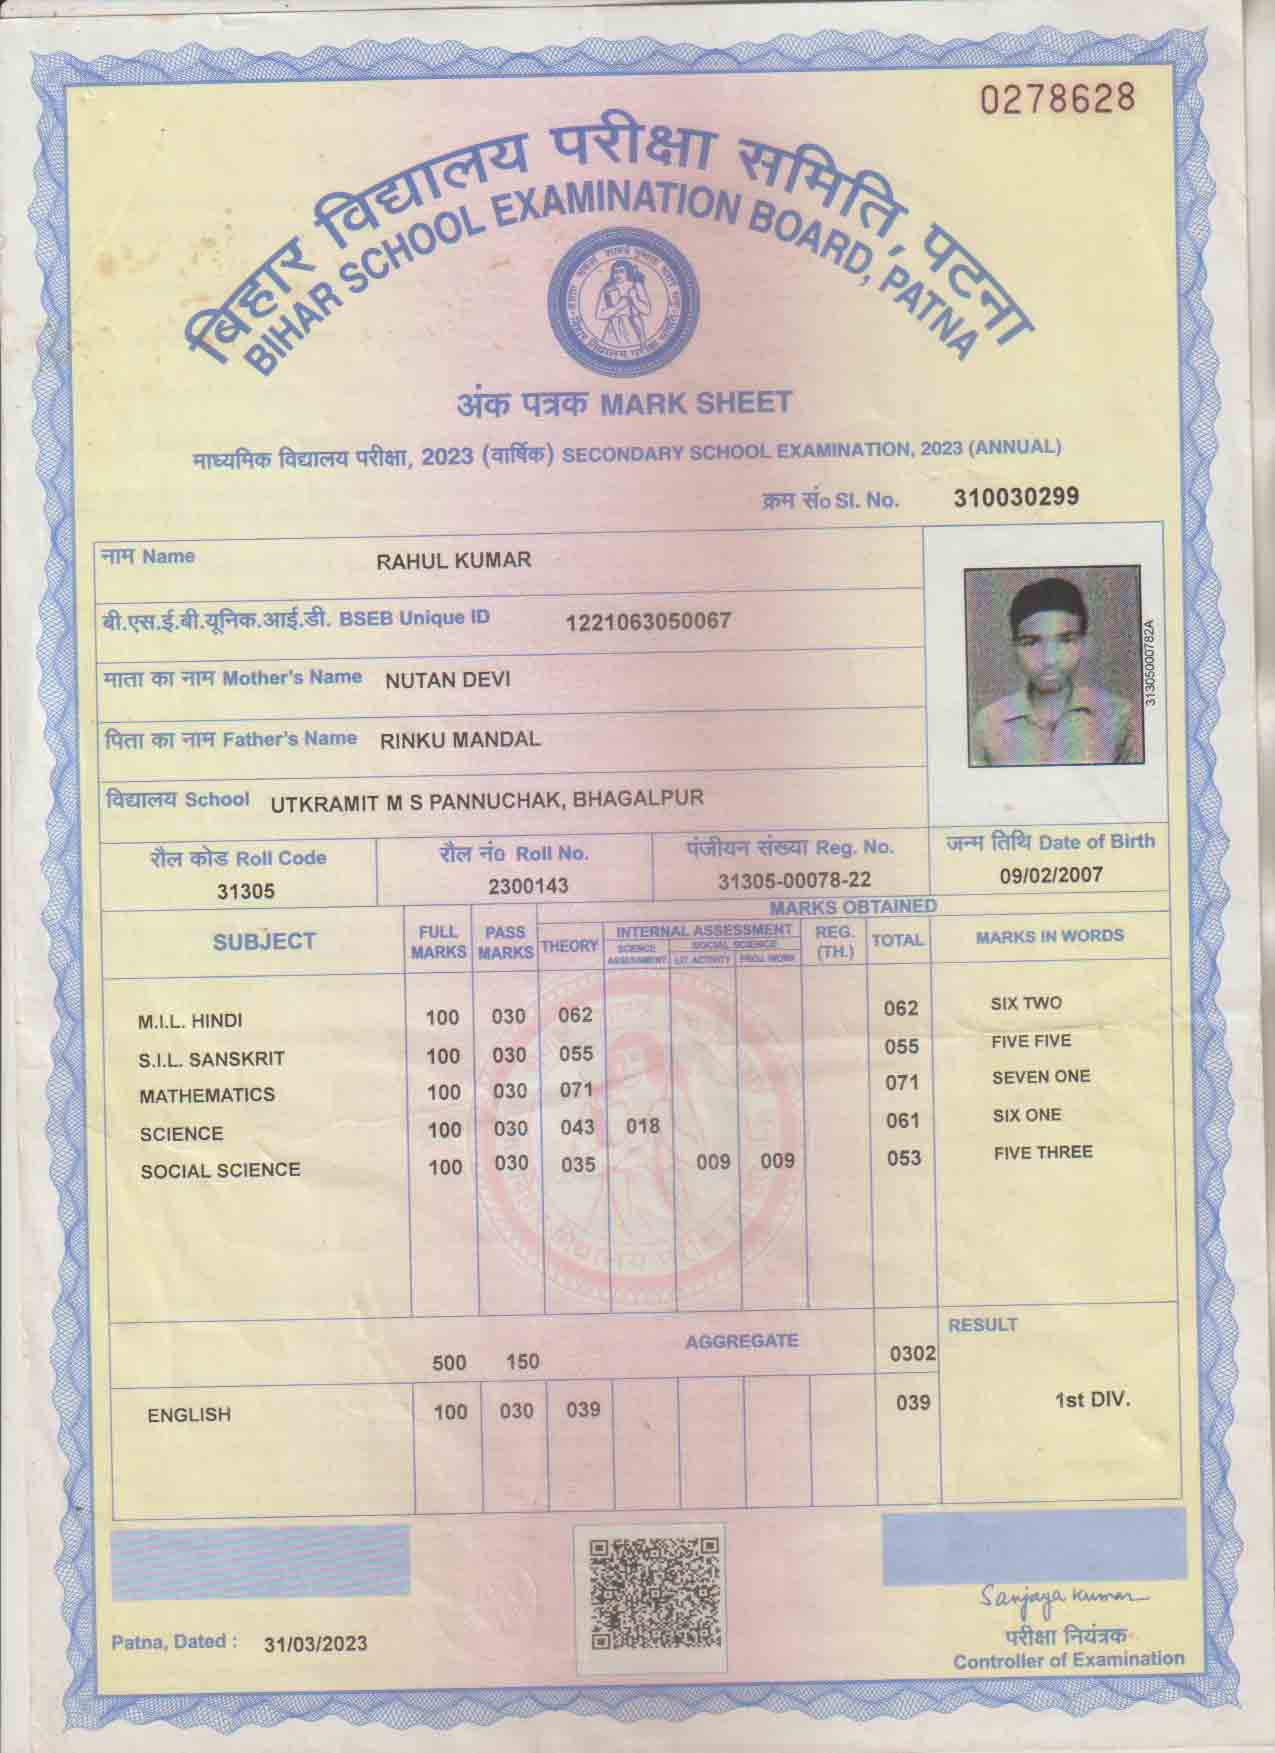 0278628
बिहार विद्यालय परीक्षा समिति, पटना
BIHAR SCHOOL EXAMINATION BOARD, PATNA
अंक पत्रक MARK SHEET
माध्यमिक विद्यालय परीक्षा, 2023 (वार्षिक) SECONDARY SCHOOL EXAMINATION, 2023 (ANNUAL)
क्रम सं० Sl. No. 310030299
नाम Name RAHUL KUMAR
बी.एस.ई.बी.यूनिक.आई.डी. BSEB Unique ID 1221063050067
माता का नाम Mother's Name NUTAN DEVI
पिता का नाम Father's Name RINKU MANDAL
विद्यालय School UTKRAMIT M S PANNUCHAK, BHAGALPUR
31305000782A
रौल कोड Roll Code रौल नं० Roll No. पंजीयन संख्या Reg. No. जन्म तिथि Date of Birth
31305 2300143 31305-00078-22 09/02/2007
MARKS OBTAINED
SUBJECT FULL MARKS PASS MARKS THEORY INTERNAL ASSESSMENT REG. (TH.) TOTAL MARKS IN WORDS
SCIENCE ASSESSMENT SOCIAL SCIENCE
LIT. ACTIVITY PROJ. WORK
M.I.L. HINDI 100 030 062 062 SIX TWO
S.I.L. SANSKRIT 100 030 055 055 FIVE FIVE
MATHEMATICS 100 030 071 071 SEVEN ONE
SCIENCE 100 030 043 018 061 SIX ONE
SOCIAL SCIENCE 100 030 035 009 009 053 FIVE THREE
AGGREGATE RESULT
500 150 0302
ENGLISH 100 030 039 039 1st DIV.
Sanjaya Kumar
Patna, Dated : 31/03/2023
परीक्षा नियंत्रक
Controller of Examination